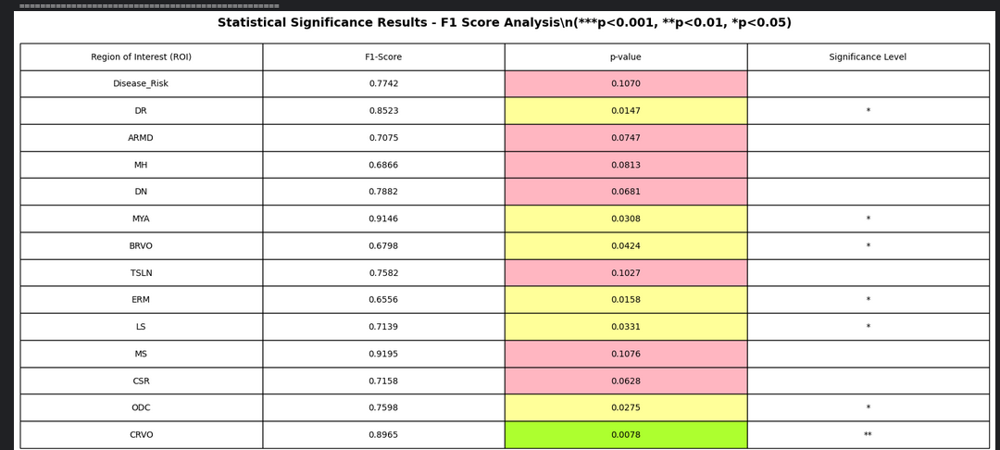 ==================================================
Statistical Significance Results - F1 Score Analysis\n(***p<0.001, **p<0.01, *p<0.05)
Region of Interest (ROI) F1-Score p-value Significance Level
Disease_Risk 0.7742 0.1070
DR 0.8523 0.0147 *
ARMD 0.7075 0.0747
MH 0.6866 0.0813
DN 0.7882 0.0681
MYA 0.9146 0.0308 *
BRVO 0.6798 0.0424 *
TSLN 0.7582 0.1027
ERM 0.6556 0.0158 *
LS 0.7139 0.0331 *
MS 0.9195 0.1076
CSR 0.7158 0.0628
ODC 0.7598 0.0275 *
CRVO 0.8965 0.0078 **